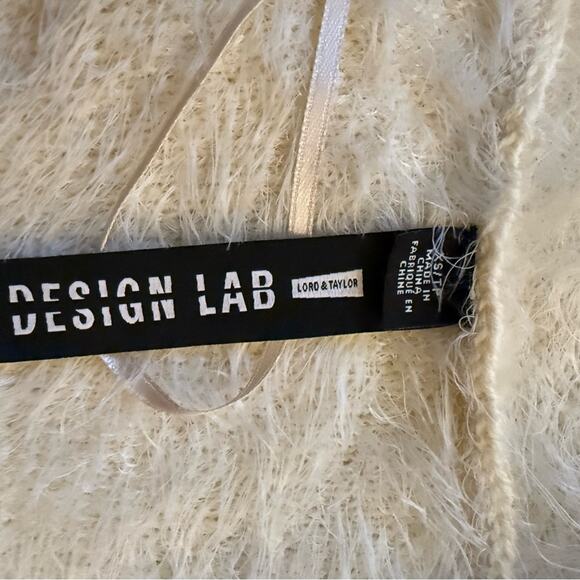 DESIGN LAB
LORD & TAYLOR
XS/TP
MADE IN
CHINA
FABRIQUÉ EN
CHINE